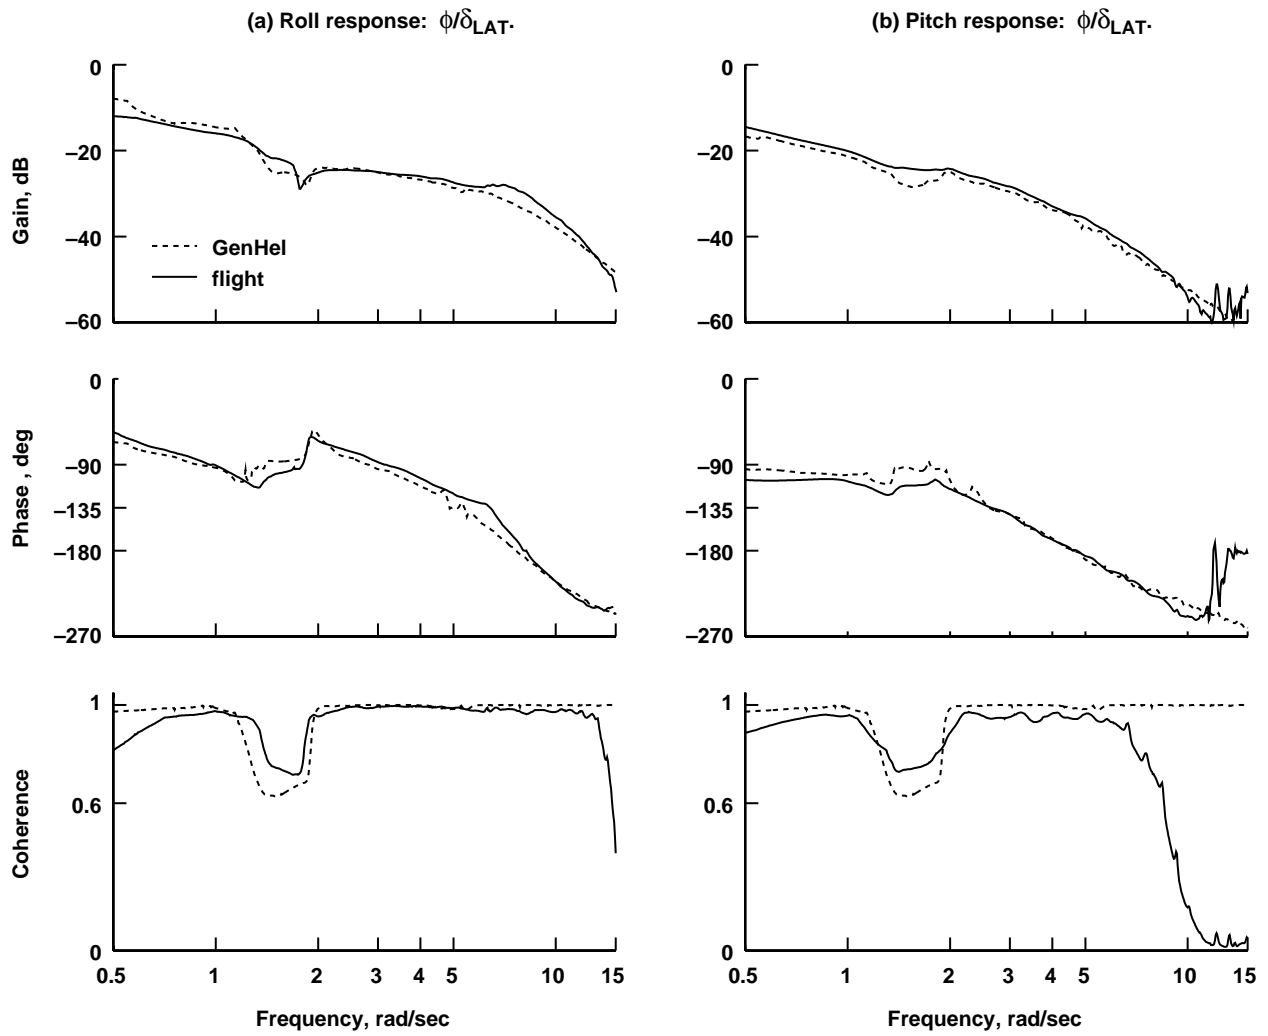 (a) Roll response: ϕ/δLAT.
(b) Pitch response: ϕ/δLAT.
Gain, dB
0
−20
−40
−60
GenHel
flight
0
−20
−40
−60
Phase , deg
0
−90
−135
−180
−270
0
−90
−135
−180
−270
Coherence
1
0.6
0
0.5 1 2 3 4 5 10 15
Frequency, rad/sec
1
0.6
0
0.5 1 2 3 4 5 10 15
Frequency, rad/sec